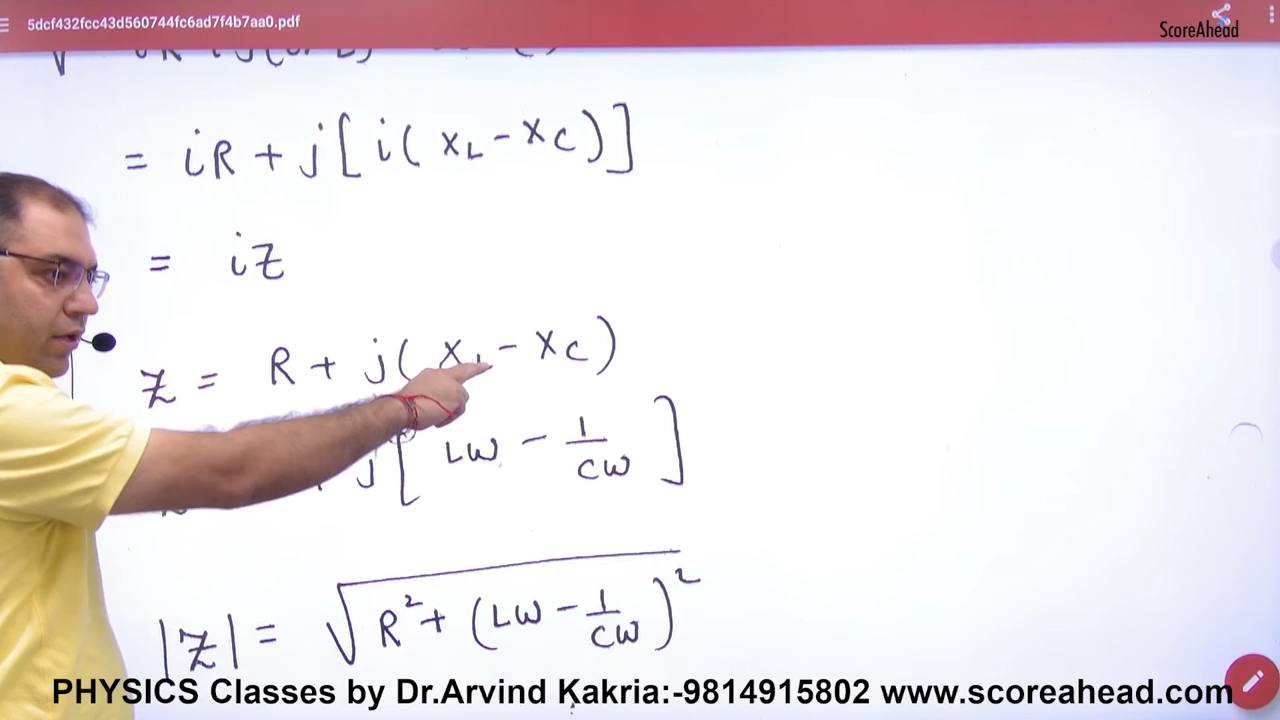 5dcf432fcc43d560744fc6ad7f4b7aa0.pdf
ScoreAhead
= iR + j[i(XL - XC)]
= iZ
Z = R + j(XL - XC)
j[Lω - 1/Cω]
|Z| = √(R² + (Lω - 1/Cω)²)
PHYSICS Classes by Dr.Arvind Kakria:-9814915802 www.scoreahead.com